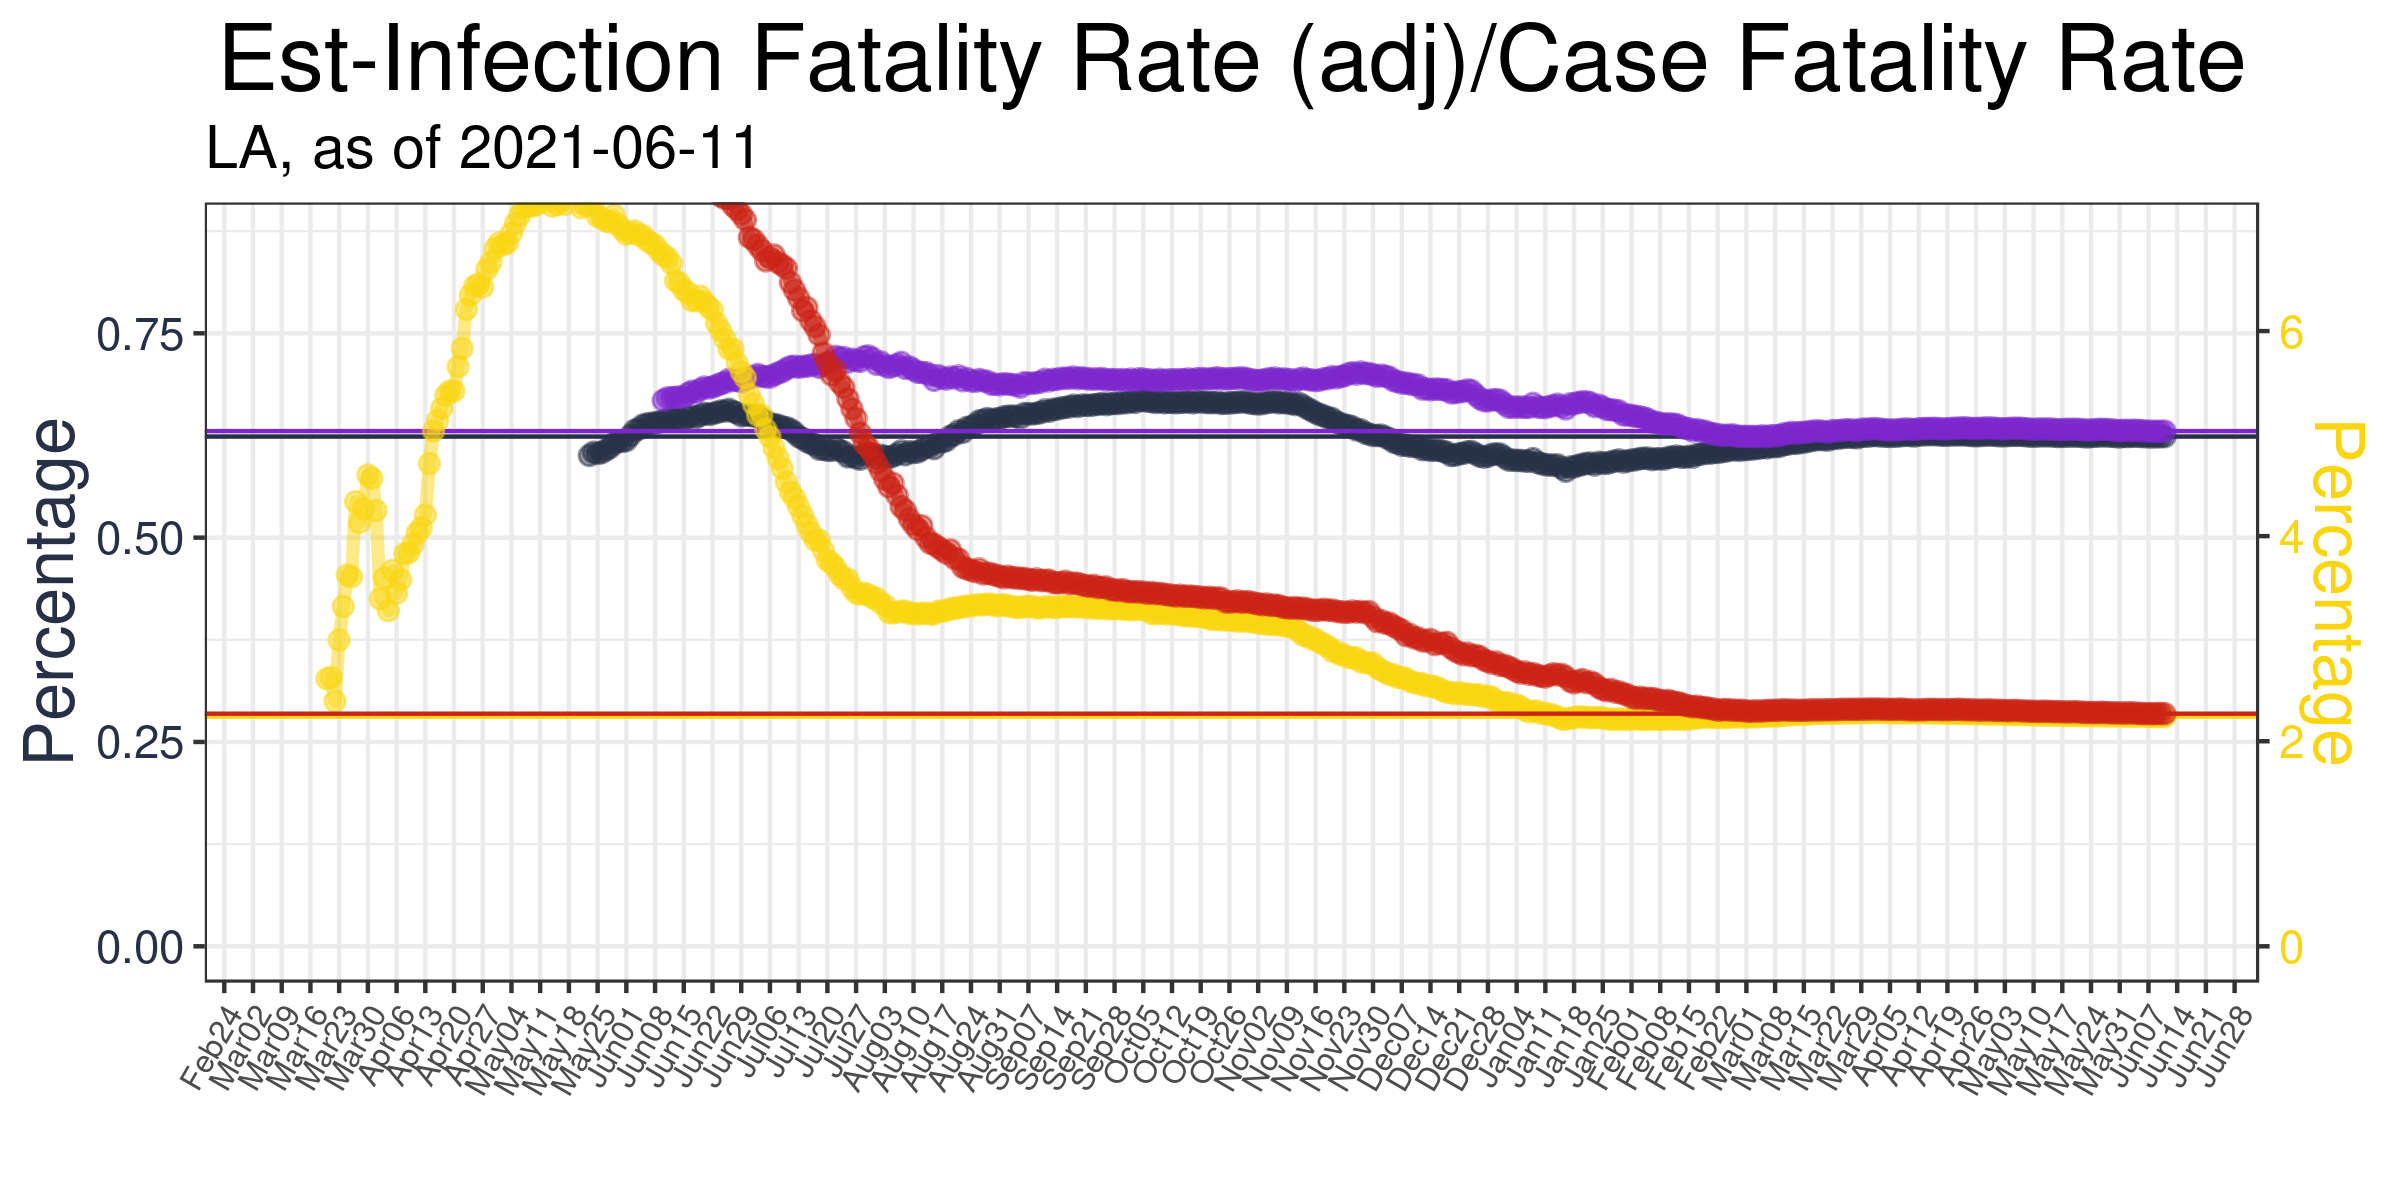 Est-Infection Fatality Rate (adj)/Case Fatality Rate
LA, as of 2021-06-11
Percentage
0.75
0.50
0.25
0.00
6
4
2
0
Percentage
Feb24
Mar02
Mar09
Mar16
Mar23
Mar30
Apr06
Apr13
Apr20
Apr27
May04
May11
May18
May25
Jun01
Jun08
Jun15
Jun22
Jun29
Jul06
Jul13
Jul20
Jul27
Aug03
Aug10
Aug17
Aug24
Aug31
Sep07
Sep14
Sep21
Sep28
Oct05
Oct12
Oct19
Oct26
Nov02
Nov09
Nov16
Nov23
Nov30
Dec07
Dec14
Dec21
Dec28
Jan04
Jan11
Jan18
Jan25
Feb01
Feb08
Feb15
Feb22
Mar01
Mar08
Mar15
Mar22
Mar29
Apr05
Apr12
Apr19
Apr26
May03
May10
May17
May24
May31
Jun07
Jun14
Jun21
Jun28